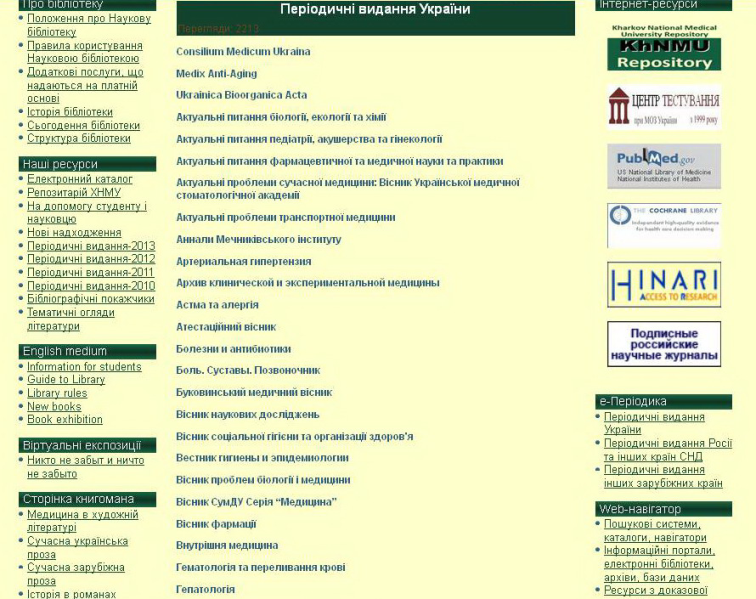 Про бібліотеку
Положення про Наукову
бібліотеку
Правила користування
Науковою бібліотекою
Додаткові послуги, що
надаються на платній
основі
Історія бібліотеки
Сьогодення бібліотеки
Структура бібліотеки
Наші ресурси
Електронний каталог
Репозитарій ХНМУ
На допомогу студенту і
науковцю
Нові надходження
Періодичні видання-2013
Періодичні видання-2012
Періодичні видання-2011
Періодичні видання-2010
Бібліографічні покажчики
Тематичні огляди
літератури
English medium
Information for students
Guide to Library
Library rules
New books
Book exhibition
Віртуальні експозиції
Никто не забыт и ничто
не забыто
Сторінка книгомана
Медицина в художній
літературі
Сучасна українська
проза
Сучасна зарубіжна
проза
Історія в романах
Періодичні видання України
Перегляди: 2213
Consilium Medicum Ukraina
Medix Anti-Aging
Ukrainica Bioorganica Acta
Актуальні питання біології, екології та хімії
Актуальні питання педіатрії, акушерства та гінекології
Актуальні питання фармацевтичної та медичної науки та практики
Актуальні проблеми сучасної медицини: Вісник Української медичної
стоматологічної академії
Актуальні проблеми транспортної медицини
Аннали Мечниківського інституту
Артериальная гипертензия
Архив клинической и экспериментальной медицины
Астма та алергія
Атестаційний вісник
Болезни и антибиотики
Боль. Суставы. Позвоночник
Буковинський медичний вісник
Вісник наукових досліджень
Вісник соціальної гігієни та організації здоров'я
Вестник гигиены и эпидемиологии
Вісник проблем біології і медицини
Вісник СумДУ Серія “Медицина”
Вісник фармації
Внутрішня медицина
Гематологія та переливання крові
Гепатологія
Інтернет-ресурси
Kharkov National Medical
University Repository
KhNMU
Repository
ЦЕНТР ТЕСТУВАННЯ
при МОЗ України з 1999 року
PubMed.gov
US National Library of Medicine
National Institutes of Health
THE COCHRANE LIBRARY
Independent high-quality evidence
for health care decision making
HINARI
ACCESS TO RESEARCH
Подписные
российские
научные журналы
е-Періодика
Періодичні видання
України
Періодичні видання Росії
та інших країн СНД
Періодичні видання
інших зарубіжних країн
Web-навігатор
Пошукові системи,
каталоги, навігатори
Інформаційні портали,
електронні бібліотеки,
архіви, бази даних
Ресурси з доказової